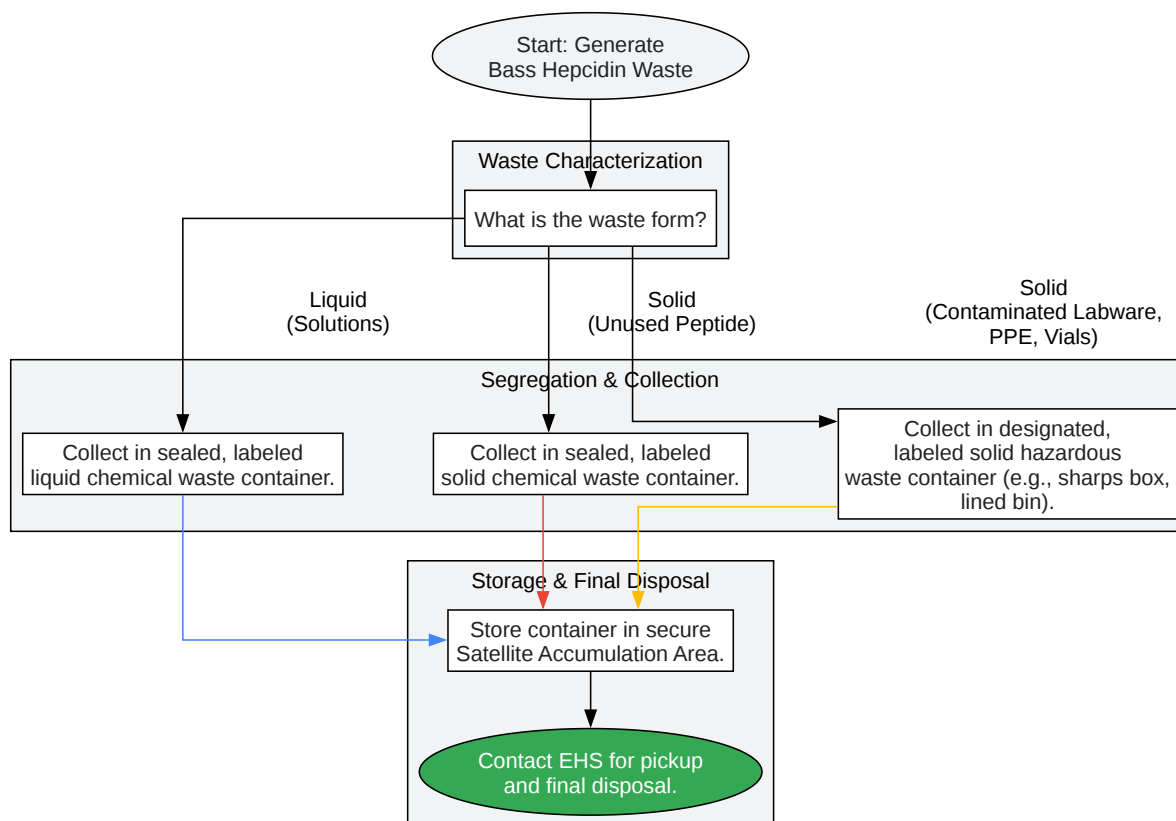 Start: Generate
Bass Hepcidin Waste
Waste Characterization
What is the waste form?
Liquid
(Solutions)
Solid
(Unused Peptide)
Solid
(Contaminated Labware,
PPE, Vials)
Segregation & Collection
Collect in sealed, labeled
liquid chemical waste container.
Collect in sealed, labeled
solid chemical waste container.
Collect in designated,
labeled solid hazardous
waste container (e.g., sharps box,
lined bin).
Storage & Final Disposal
Store container in secure
Satellite Accumulation Area.
Contact EHS for pickup
and final disposal.